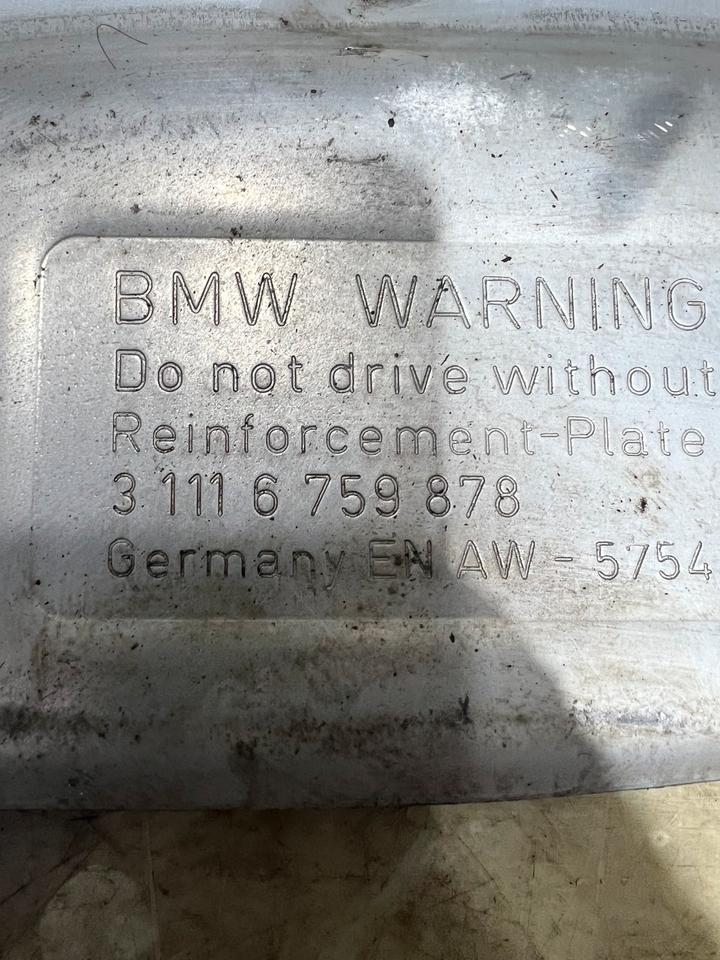 BMW WARNING
Do not drive without
Reinforcement-Plate
3 111 6 759 878
Germany EN AW - 5754